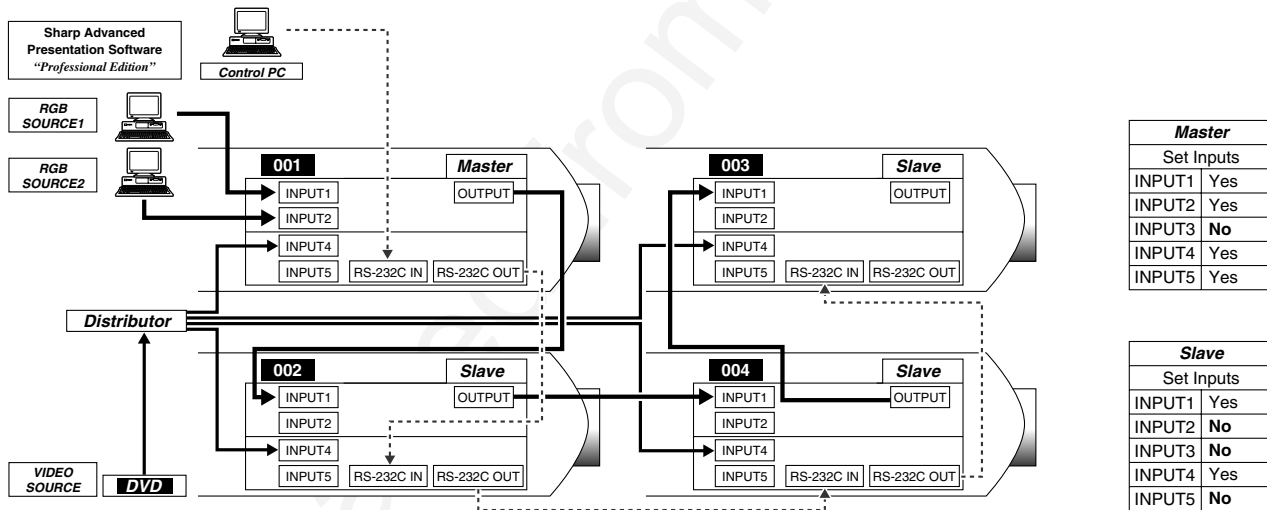 Sharp Advanced
Presentation Software
“Professional Edition”
Control PC
RGB
SOURCE1
RGB
SOURCE2
001
Master
INPUT1
OUTPUT
INPUT2
INPUT4
INPUT5
RS-232C IN
RS-232C OUT
003
Slave
INPUT1
OUTPUT
INPUT2
INPUT4
INPUT5
RS-232C IN
RS-232C OUT
Distributor
002
Slave
INPUT1
OUTPUT
INPUT2
INPUT4
INPUT5
RS-232C IN
RS-232C OUT
004
Slave
INPUT1
OUTPUT
INPUT2
INPUT4
INPUT5
RS-232C IN
RS-232C OUT
VIDEO
SOURCE
DVD
Master
Set Inputs
INPUT1 Yes
INPUT2 Yes
INPUT3 No
INPUT4 Yes
INPUT5 Yes
Slave
Set Inputs
INPUT1 Yes
INPUT2 No
INPUT3 No
INPUT4 Yes
INPUT5 No